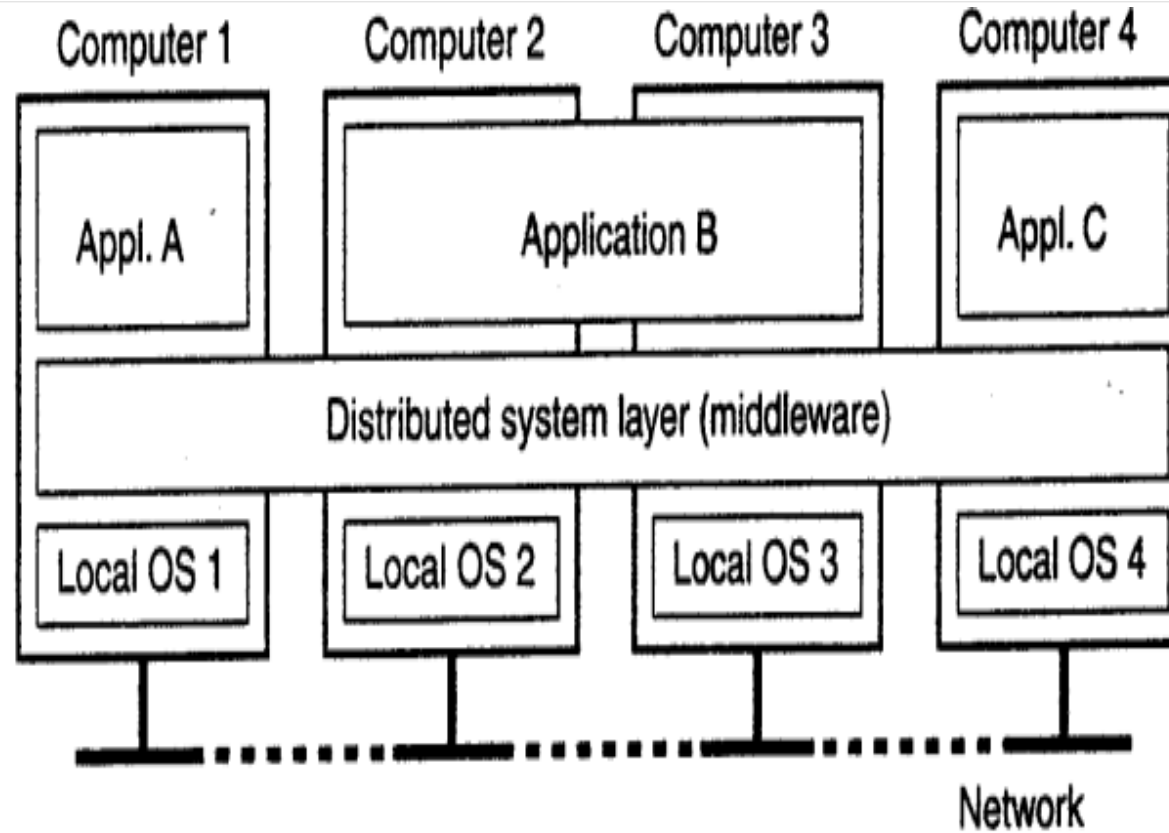 Computer 1
Computer 2
Computer 3
Computer 4
Appl. A
Application B
Appl. C
Distributed system layer (middleware)
Local OS 1
Local OS 2
Local OS 3
Local OS 4
Network